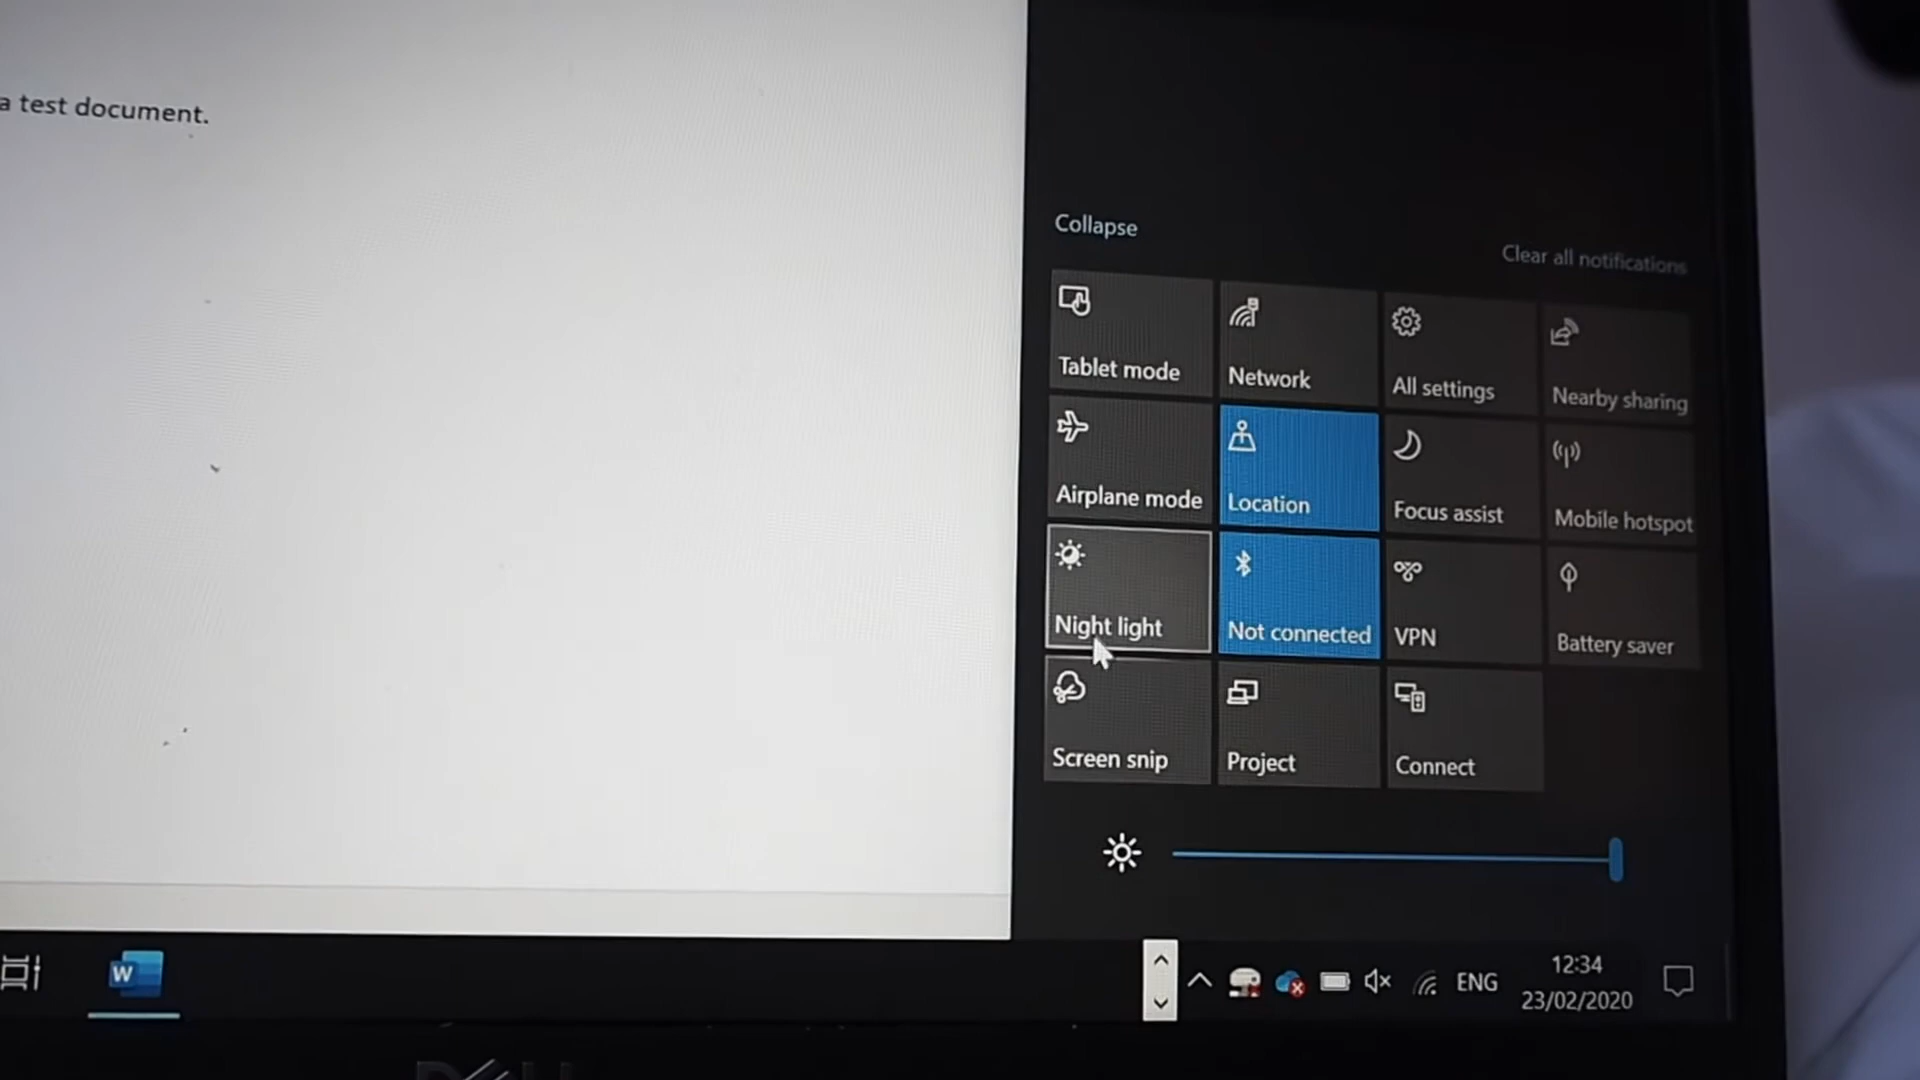 a test document.
Collapse
Clear all notifications
Tablet mode
Network
All settings
Nearby sharing
Airplane mode
Location
Focus assist
Mobile hotspot
Night light
Not connected
VPN
Battery saver
Screen snip
Project
Connect
W
ENG
12:34
23/02/2020